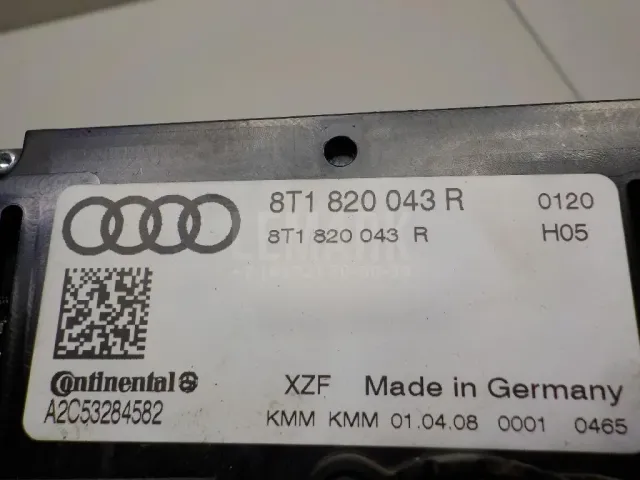 8T1 820 043 R 0120
8T1 820 043 R H05
Continental
A2C53284582
XZF Made in Germany
KMM KMM 01.04.08 0001 0465